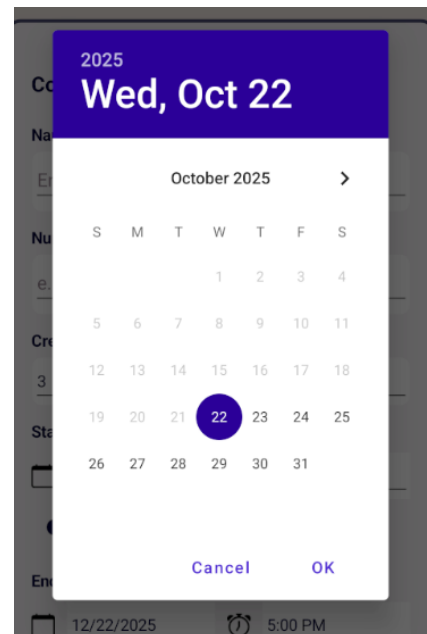 2025
Wed, Oct 22
October 2025
S M T W T F S
1 2 3 4
5 6 7 8 9 10 11
12 13 14 15 16 17 18
19 20 21 22 23 24 25
26 27 28 29 30 31
Cancel OK
3
12/22/2025 5:00 PM